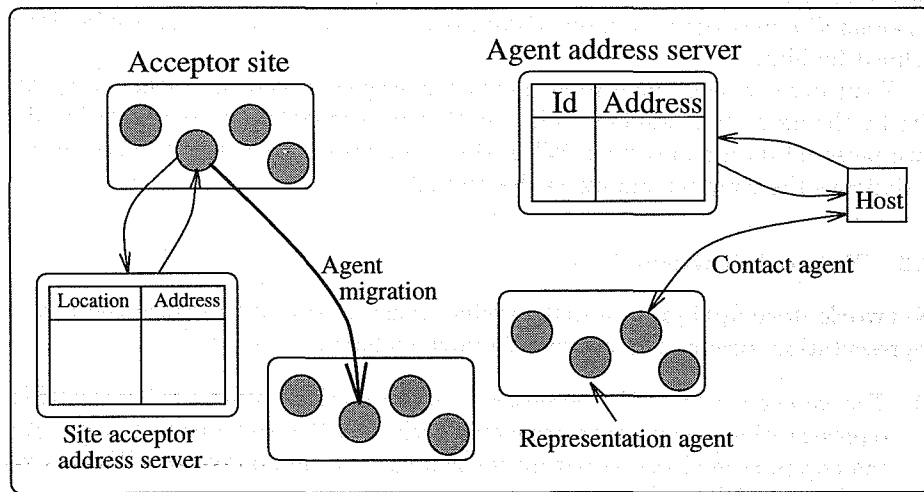 Acceptor site
Agent address server
Id Address
Host
Agent
migration
Contact agent
Location Address
Site acceptor
address server
Representation agent